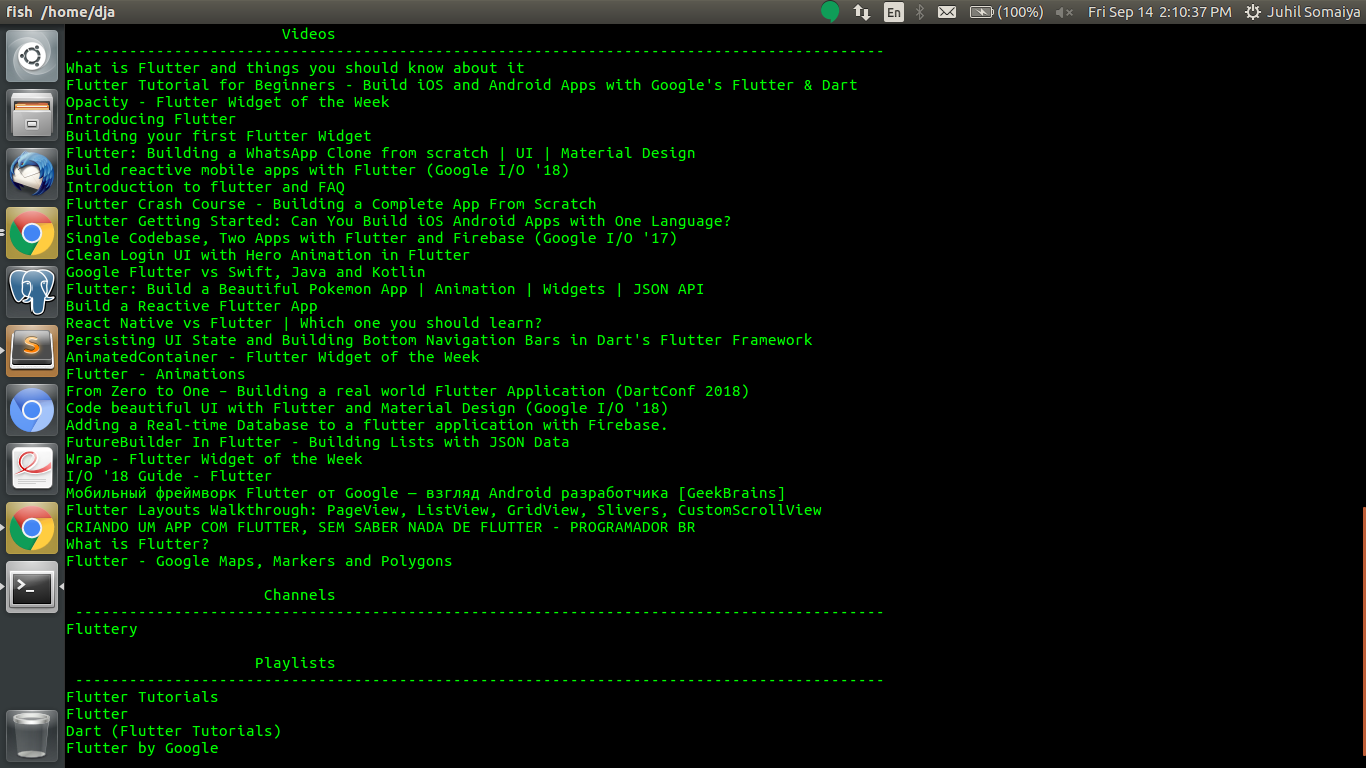 fish /home/dja
En
(100%)
Fri Sep 14 2:10:37 PM
Juhil Somaiya
Videos
------------------------------------------------------------------------------------------
What is Flutter and things you should know about it
Flutter Tutorial for Beginners - Build iOS and Android Apps with Google's Flutter & Dart
Opacity - Flutter Widget of the Week
Introducing Flutter
Building your first Flutter Widget
Flutter: Building a WhatsApp Clone from scratch | UI | Material Design
Build reactive mobile apps with Flutter (Google I/O '18)
Introduction to flutter and FAQ
Flutter Crash Course - Building a Complete App From Scratch
Flutter Getting Started: Can You Build iOS Android Apps with One Language?
Single Codebase, Two Apps with Flutter and Firebase (Google I/O '17)
Clean Login UI with Hero Animation in Flutter
Google Flutter vs Swift, Java and Kotlin
Flutter: Build a Beautiful Pokemon App | Animation | Widgets | JSON API
Build a Reactive Flutter App
React Native vs Flutter | Which one you should learn?
Persisting UI State and Building Bottom Navigation Bars in Dart's Flutter Framework
AnimatedContainer - Flutter Widget of the Week
Flutter - Animations
From Zero to One – Building a real world Flutter Application (DartConf 2018)
Code beautiful UI with Flutter and Material Design (Google I/O '18)
Adding a Real-time Database to a flutter application with Firebase.
FutureBuilder In Flutter - Building Lists with JSON Data
Wrap - Flutter Widget of the Week
I/O '18 Guide - Flutter
Мобильный фреймворк Flutter от Google — взгляд Android разработчика [GeekBrains]
Flutter Layouts Walkthrough: PageView, ListView, GridView, Slivers, CustomScrollView
CRIANDO UM APP COM FLUTTER, SEM SABER NADA DE FLUTTER - PROGRAMADOR BR
What is Flutter?
Flutter - Google Maps, Markers and Polygons
Channels
------------------------------------------------------------------------------------------
Fluttery
Playlists
------------------------------------------------------------------------------------------
Flutter Tutorials
Flutter
Dart (Flutter Tutorials)
Flutter by Google